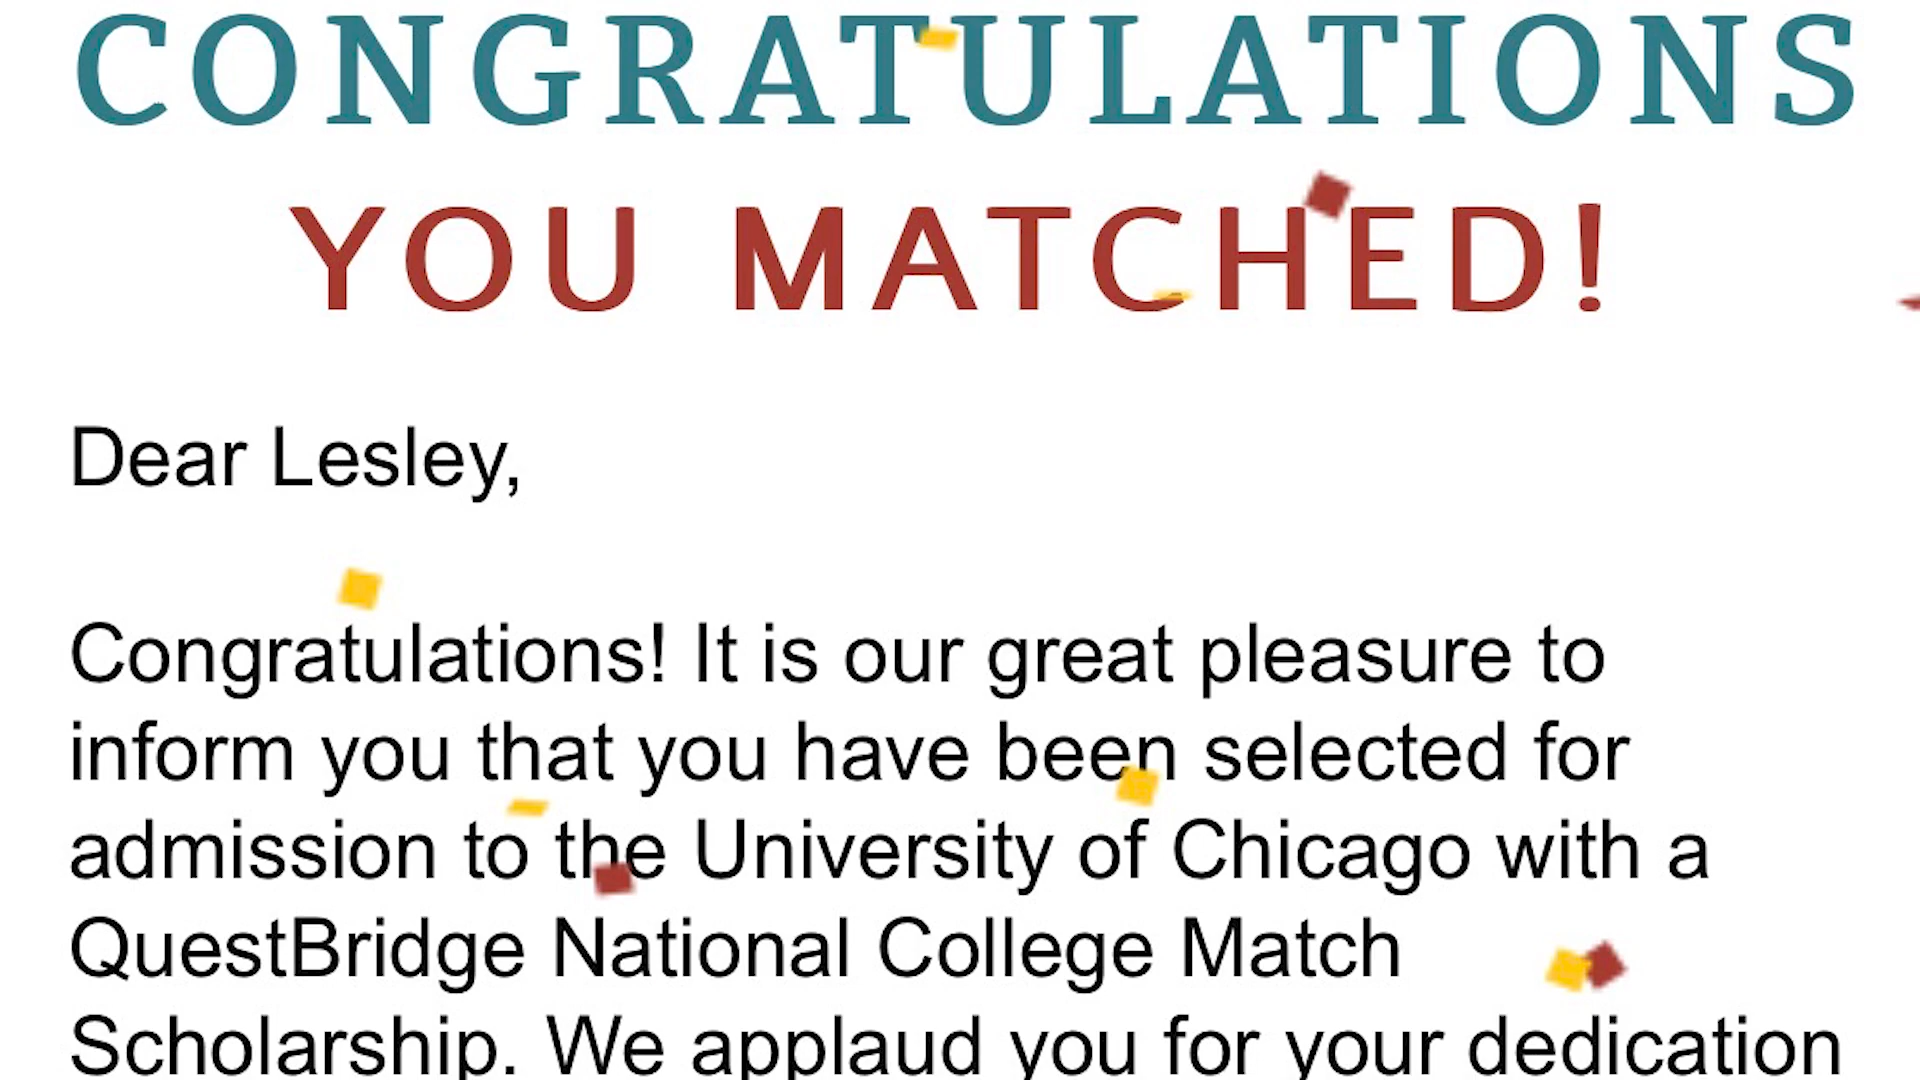 CONGRATULATIONS
YOU MATCHED!
Dear Lesley,
Congratulations! It is our great pleasure to
inform you that you have been selected for
admission to the University of Chicago with a
QuestBridge National College Match
Scholarship. We applaud you for your dedication